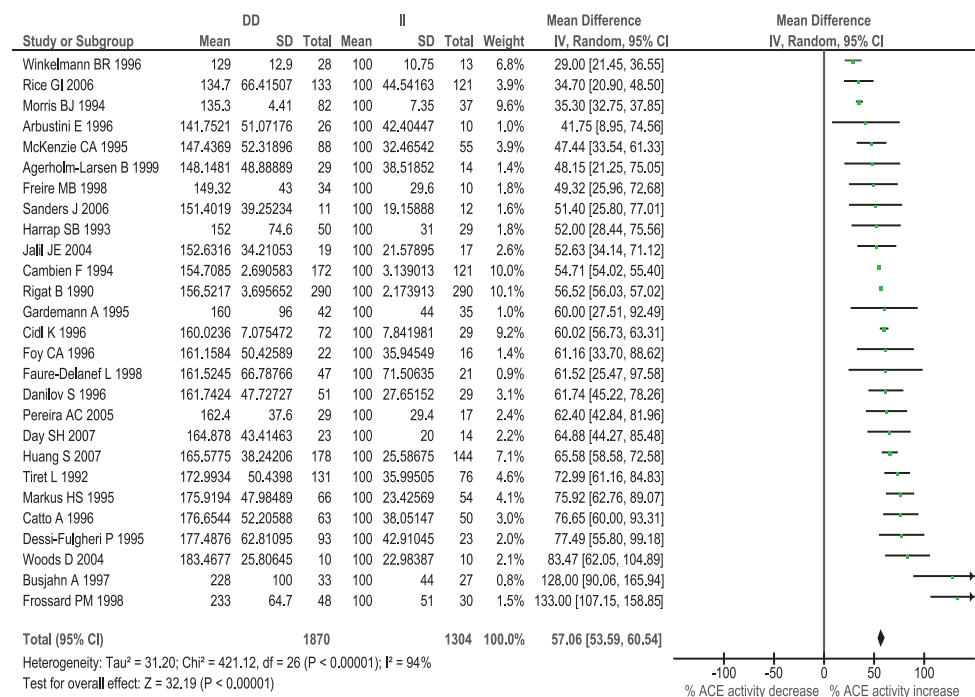 DD II Mean Difference Mean Difference
Study or Subgroup Mean SD Total Mean SD Total Weight IV, Random, 95% CI IV, Random, 95% CI
Winkelmann BR 1996 129 12.9 28 100 10.75 13 6.8% 29.00 [21.45, 36.55]
Rice GI 2006 134.7 66.41507 133 100 44.54163 121 3.9% 34.70 [20.90, 48.50]
Morris BJ 1994 135.3 4.41 82 100 7.35 37 9.6% 35.30 [32.75, 37.85]
Arbustini E 1996 141.7521 51.07176 26 100 42.40447 10 1.0% 41.75 [8.95, 74.56]
McKenzie CA 1995 147.4369 52.31896 88 100 32.46542 55 3.9% 47.44 [33.54, 61.33]
Agerholm-Larsen B 1999 148.1481 48.88889 29 100 38.51852 14 1.4% 48.15 [21.25, 75.05]
Freire MB 1998 149.32 43 34 100 29.6 10 1.8% 49.32 [25.96, 72.68]
Sanders J 2006 151.4019 39.25234 11 100 19.15888 12 1.6% 51.40 [25.80, 77.01]
Harrap SB 1993 152 74.6 50 100 31 29 1.8% 52.00 [28.44, 75.56]
Jalil JE 2004 152.6316 34.21053 19 100 21.57895 17 2.6% 52.63 [34.14, 71.12]
Cambien F 1994 154.7085 2.690583 172 100 3.139013 121 10.1% 54.71 [54.02, 55.40]
Rigat B 1990 156.5217 3.695652 290 100 2.173913 290 10.1% 56.52 [56.03, 57.02]
Gardemann A 1995 160 96 42 100 44 35 1.0% 60.00 [27.51, 92.49]
Cidl K 1996 160.0236 7.075472 72 100 7.841981 29 9.2% 60.02 [56.73, 63.31]
Foy CA 1996 161.1584 50.42589 22 100 35.94549 16 1.4% 61.16 [33.70, 88.62]
Faure-Delanef L 1998 161.5245 66.78766 47 100 71.50635 21 0.9% 61.52 [25.47, 97.58]
Danilov S 1996 161.7424 47.72727 51 100 27.65152 29 3.1% 61.74 [45.22, 78.26]
Pereira AC 2005 162.4 37.6 29 100 29.4 17 2.4% 62.40 [42.84, 81.96]
Day SH 2007 164.878 43.41463 23 100 20 14 2.2% 64.88 [44.27, 85.48]
Huang S 2007 165.5775 38.24206 178 100 25.58675 144 7.1% 65.58 [58.58, 72.58]
Tiret L 1992 172.9934 50.4398 131 100 35.99505 76 4.7% 72.99 [61.16, 84.83]
Markus HS 1995 175.9194 47.98489 66 100 23.42569 54 4.1% 75.92 [62.76, 89.07]
Catto A 1996 176.6544 52.20588 63 100 38.05147 50 3.0% 76.65 [60.00, 93.31]
Dessi-Fulgheri P 1995 177.4876 62.81095 93 100 42.91045 23 2.0% 77.49 [55.80, 99.18]
Woods D 2004 183.4677 25.80645 10 100 22.98387 10 2.1% 83.47 [62.05, 104.89]
Busjahn A 1997 228 100 33 100 44 27 0.8% 128.00 [90.06, 165.94]
Frossard PM 1998 233 64.7 48 100 51 30 1.5% 133.00 [107.15, 158.85]
Total (95% CI) 1870 1304 100.0% 57.06 [53.59, 60.54]
Heterogeneity: Tau² = 31.20; Chi² = 421.12, df = 26 (P < 0.00001); I² = 94%
Test for overall effect: Z = 32.19 (P < 0.00001)
-100 -50 0 50 100
% ACE activity decrease % ACE activity increase